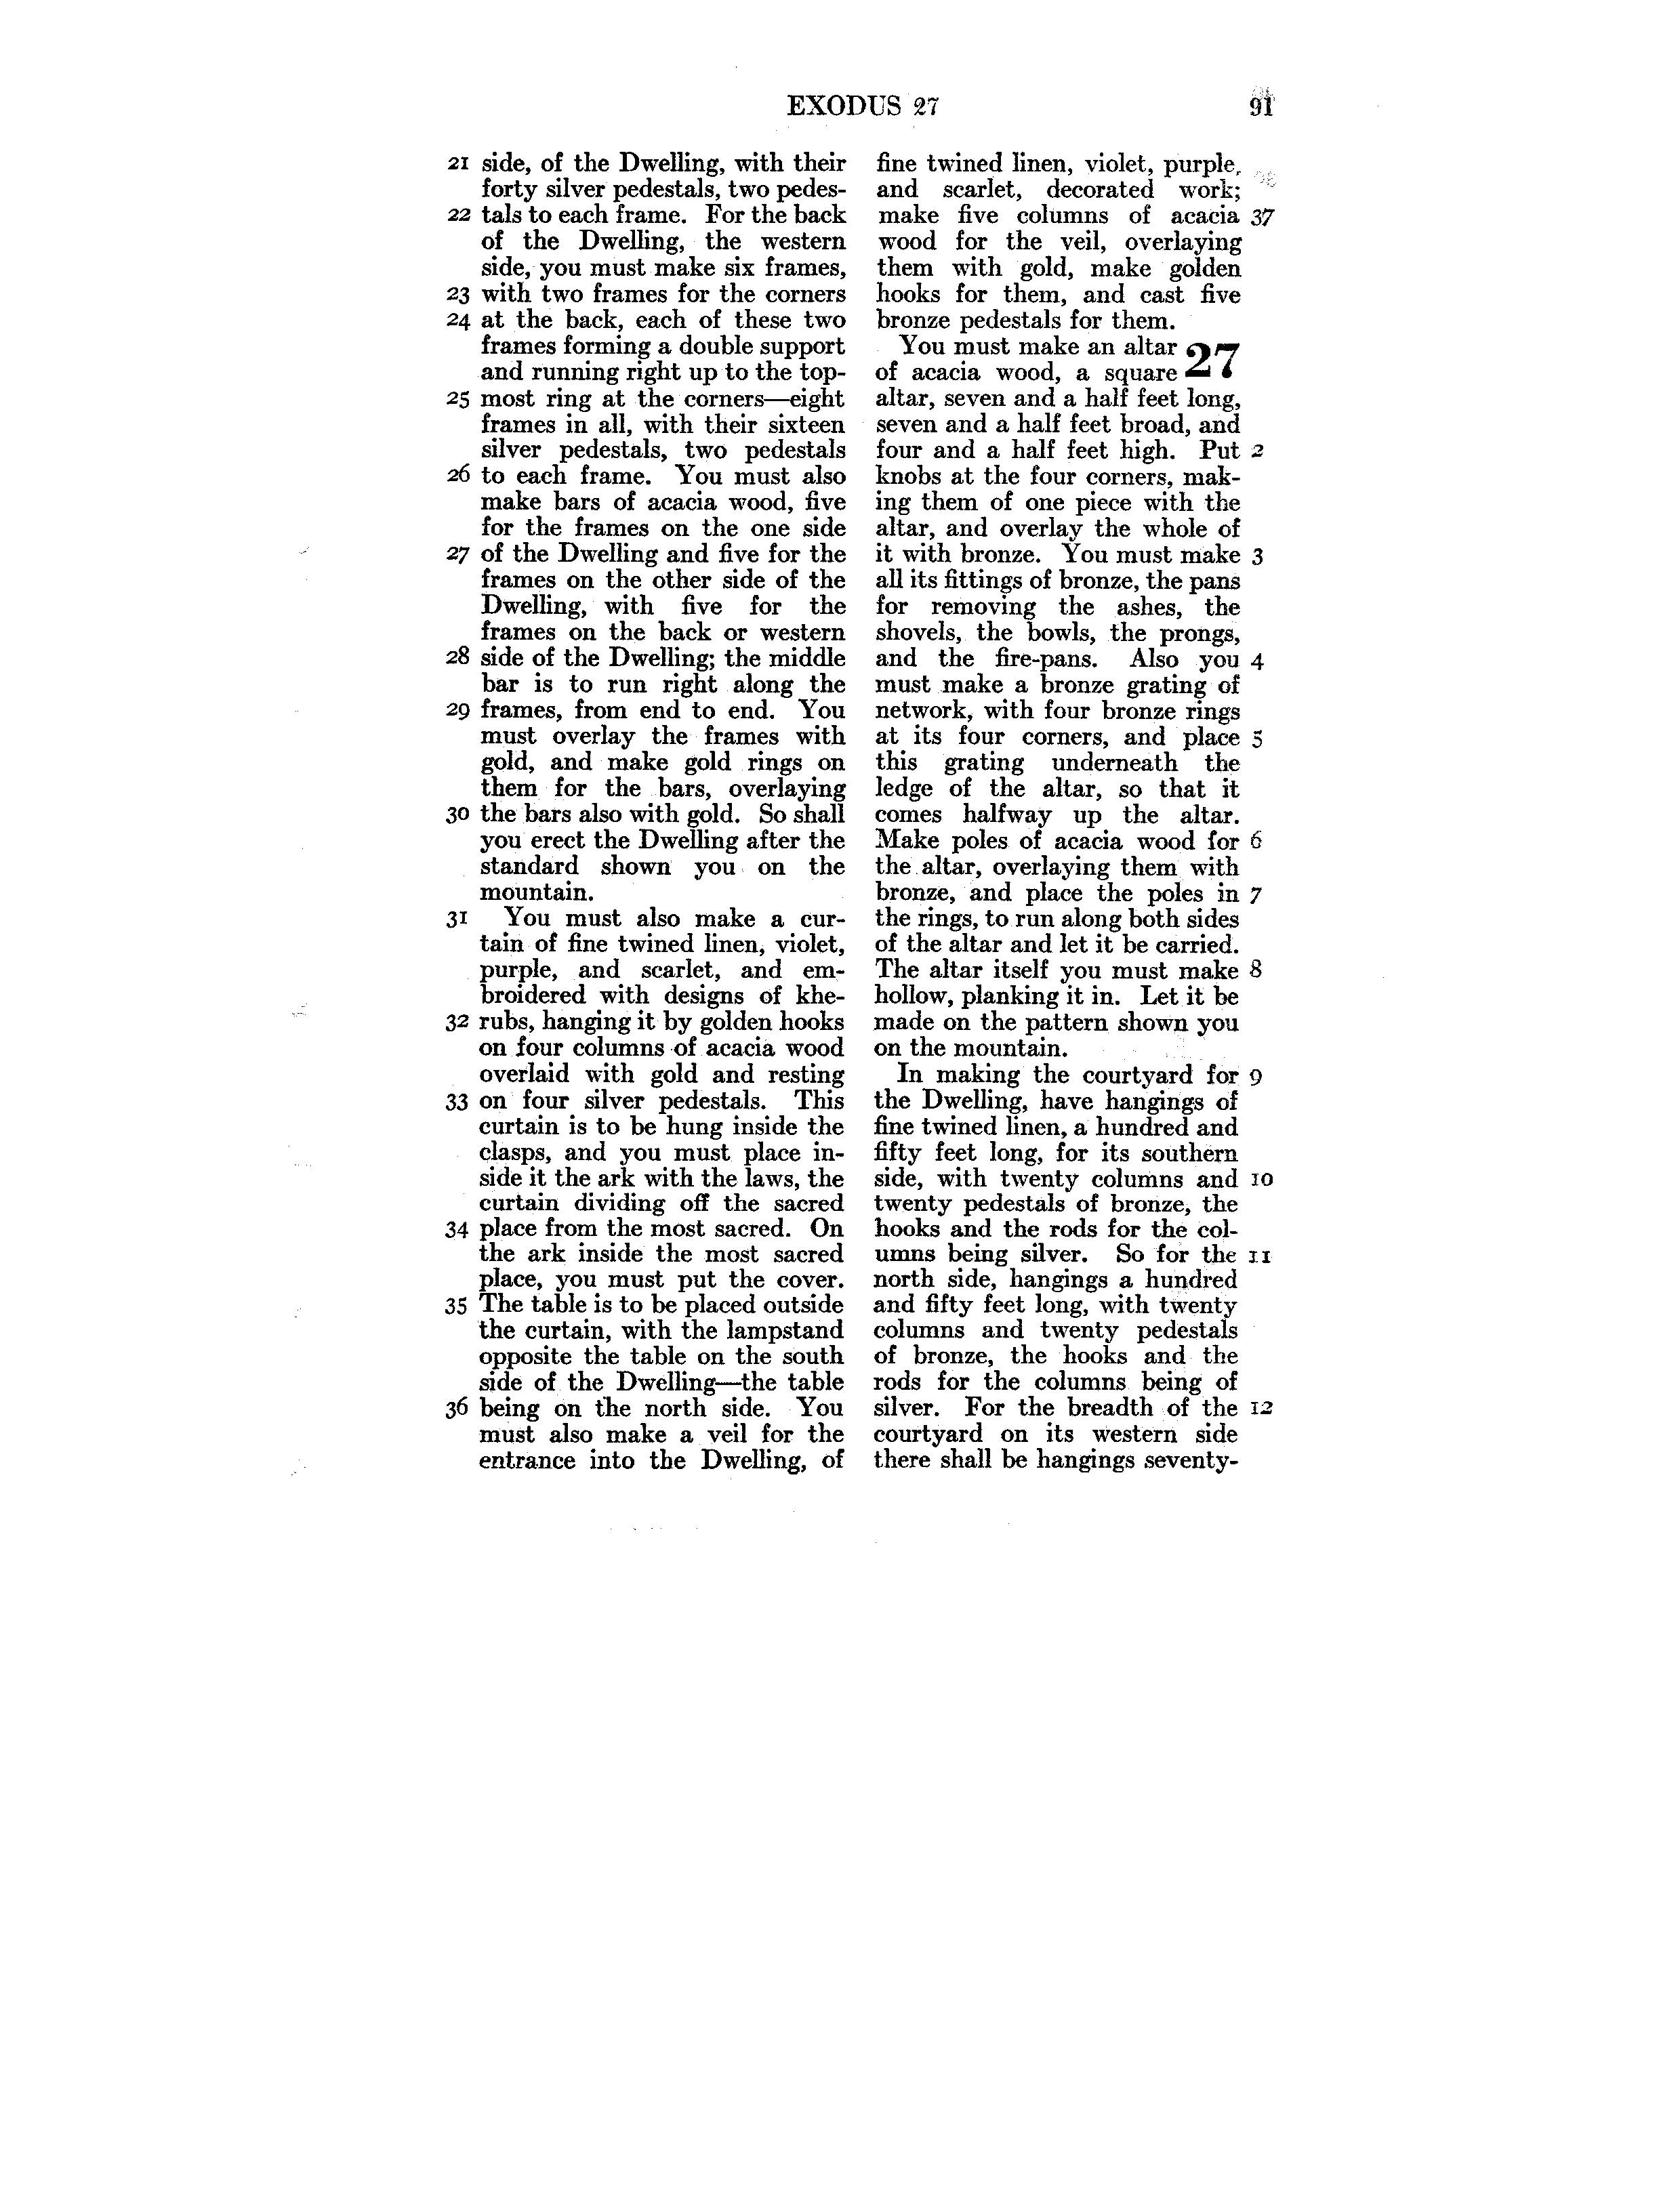 EXODUS 27 91
21 side, of the Dwelling, with their
forty silver pedestals, two pedes-
22 tals to each frame. For the back
of the Dwelling, the western
side, you must make six frames,
23 with two frames for the corners
24 at the back, each of these two
frames forming a double support
and running right up to the top-
25 most ring at the corners—eight
frames in all, with their sixteen
silver pedestals, two pedestals
26 to each frame. You must also
make bars of acacia wood, five
for the frames on the one side
27 of the Dwelling and five for the
frames on the other side of the
Dwelling, with five for the
frames on the back or western
28 side of the Dwelling; the middle
bar is to run right along the
29 frames, from end to end. You
must overlay the frames with
gold, and make gold rings on
them for the bars, overlaying
30 the bars also with gold. So shall
you erect the Dwelling after the
standard shown you on the
mountain.
31 You must also make a cur-
tain of fine twined linen, violet,
purple, and scarlet, and em-
broidered with designs of khe-
32 rubs, hanging it by golden hooks
on four columns of acacia wood
overlaid with gold and resting
33 on four silver pedestals. This
curtain is to be hung inside the
clasps, and you must place in-
side it the ark with the laws, the
curtain dividing off the sacred
34 place from the most sacred. On
the ark inside the most sacred
place, you must put the cover.
35 The table is to be placed outside
the curtain, with the lampstand
opposite the table on the south
side of the Dwelling—the table
36 being on the north side. You
must also make a veil for the
entrance into the Dwelling, of
fine twined linen, violet, purple,
and scarlet, decorated work;
make five columns of acacia 37
wood for the veil, overlaying
them with gold, make golden
hooks for them, and cast five
bronze pedestals for them.
You must make an altar 27
of acacia wood, a square
altar, seven and a half feet long,
seven and a half feet broad, and
four and a half feet high. Put 2
knobs at the four corners, mak-
ing them of one piece with the
altar, and overlay the whole of
it with bronze. You must make 3
all its fittings of bronze, the pans
for removing the ashes, the
shovels, the bowls, the prongs,
and the fire-pans. Also you 4
must make a bronze grating of
network, with four bronze rings
at its four corners, and place 5
this grating underneath the
ledge of the altar, so that it
comes halfway up the altar.
Make poles of acacia wood for 6
the altar, overlaying them with
bronze, and place the poles in 7
the rings, to run along both sides
of the altar and let it be carried.
The altar itself you must make 8
hollow, planking it in. Let it be
made on the pattern shown you
on the mountain.
In making the courtyard for 9
the Dwelling, have hangings of
fine twined linen, a hundred and
fifty feet long, for its southern
side, with twenty columns and 10
twenty pedestals of bronze, the
hooks and the rods for the col-
umns being silver. So for the 11
north side, hangings a hundred
and fifty feet long, with twenty
columns and twenty pedestals
of bronze, the hooks and the
rods for the columns being of
silver. For the breadth of the 12
courtyard on its western side
there shall be hangings seventy-